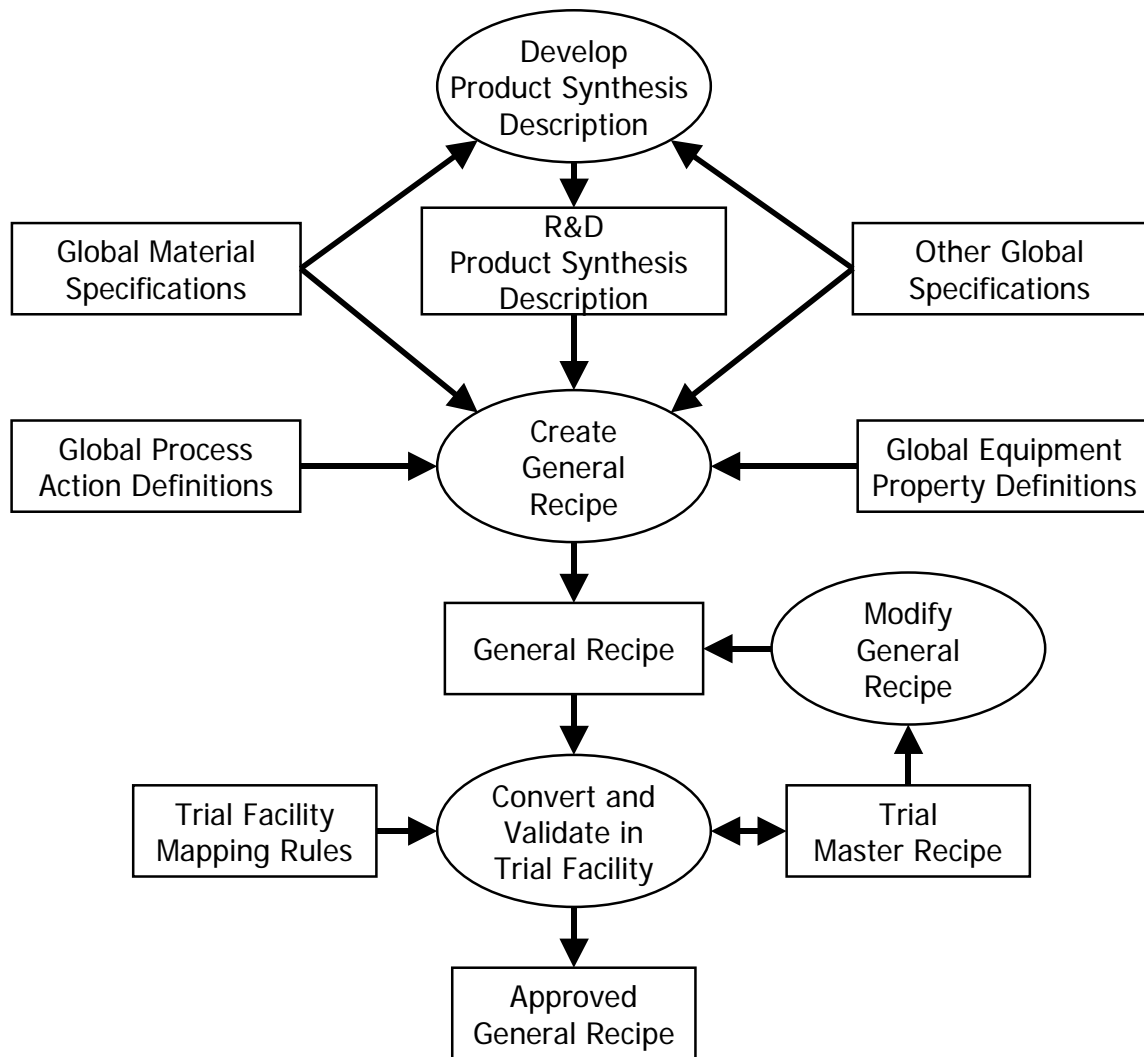 Develop
Product Synthesis
Description
Global Material
Specifications
R&D
Product Synthesis
Description
Other Global
Specifications
Global Process
Action Definitions
Create
General
Recipe
Global Equipment
Property Definitions
General Recipe
Modify
General
Recipe
Trial Facility
Mapping Rules
Convert and
Validate in
Trial Facility
Trial
Master Recipe
Approved
General Recipe